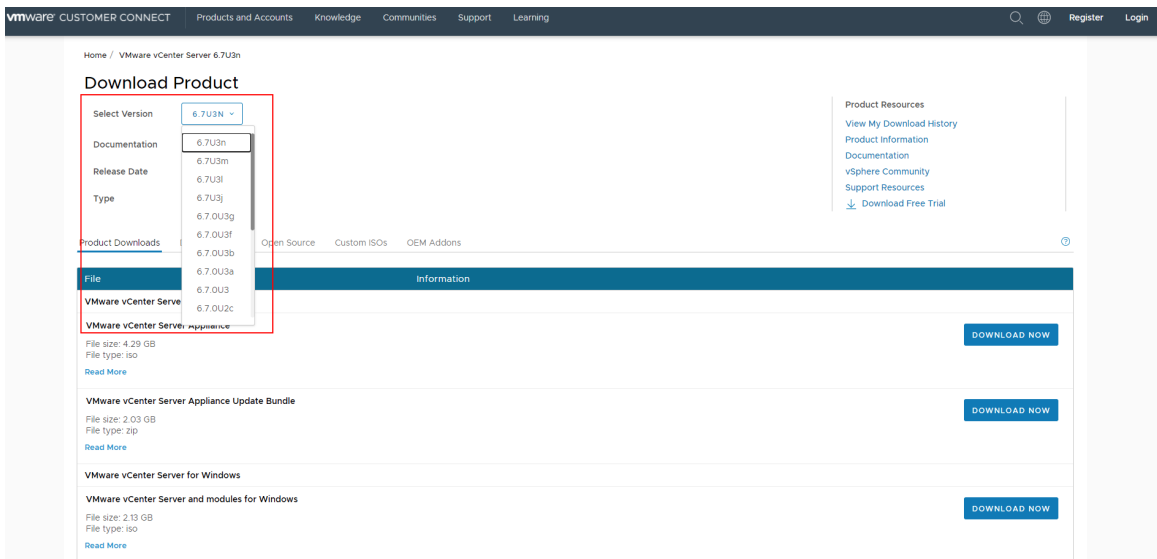 vmware CUSTOMER CONNECT Products and Accounts Knowledge Communities Support Learning Register Login
Home / VMware vCenter Server 6.7U3n
Download Product
Select Version 6.7U3N
Documentation
Release Date
Type
6.7U3n
6.7U3m
6.7U3l
6.7U3j
6.7.0U3g
6.7.0U3f
6.7.0U3b
6.7.0U3a
6.7.0U3
6.7.0U2c
Product Resources
View My Download History
Product Information
Documentation
vSphere Community
Support Resources
Download Free Trial
Product Downloads Open Source Custom ISOs OEM Addons
File Information
VMware vCenter Serve
VMware vCenter Server Appliance
File size: 4.29 GB
File type: iso
Read More
DOWNLOAD NOW
VMware vCenter Server Appliance Update Bundle
File size: 2.03 GB
File type: zip
Read More
DOWNLOAD NOW
VMware vCenter Server for Windows
VMware vCenter Server and modules for Windows
File size: 2.13 GB
File type: iso
Read More
DOWNLOAD NOW